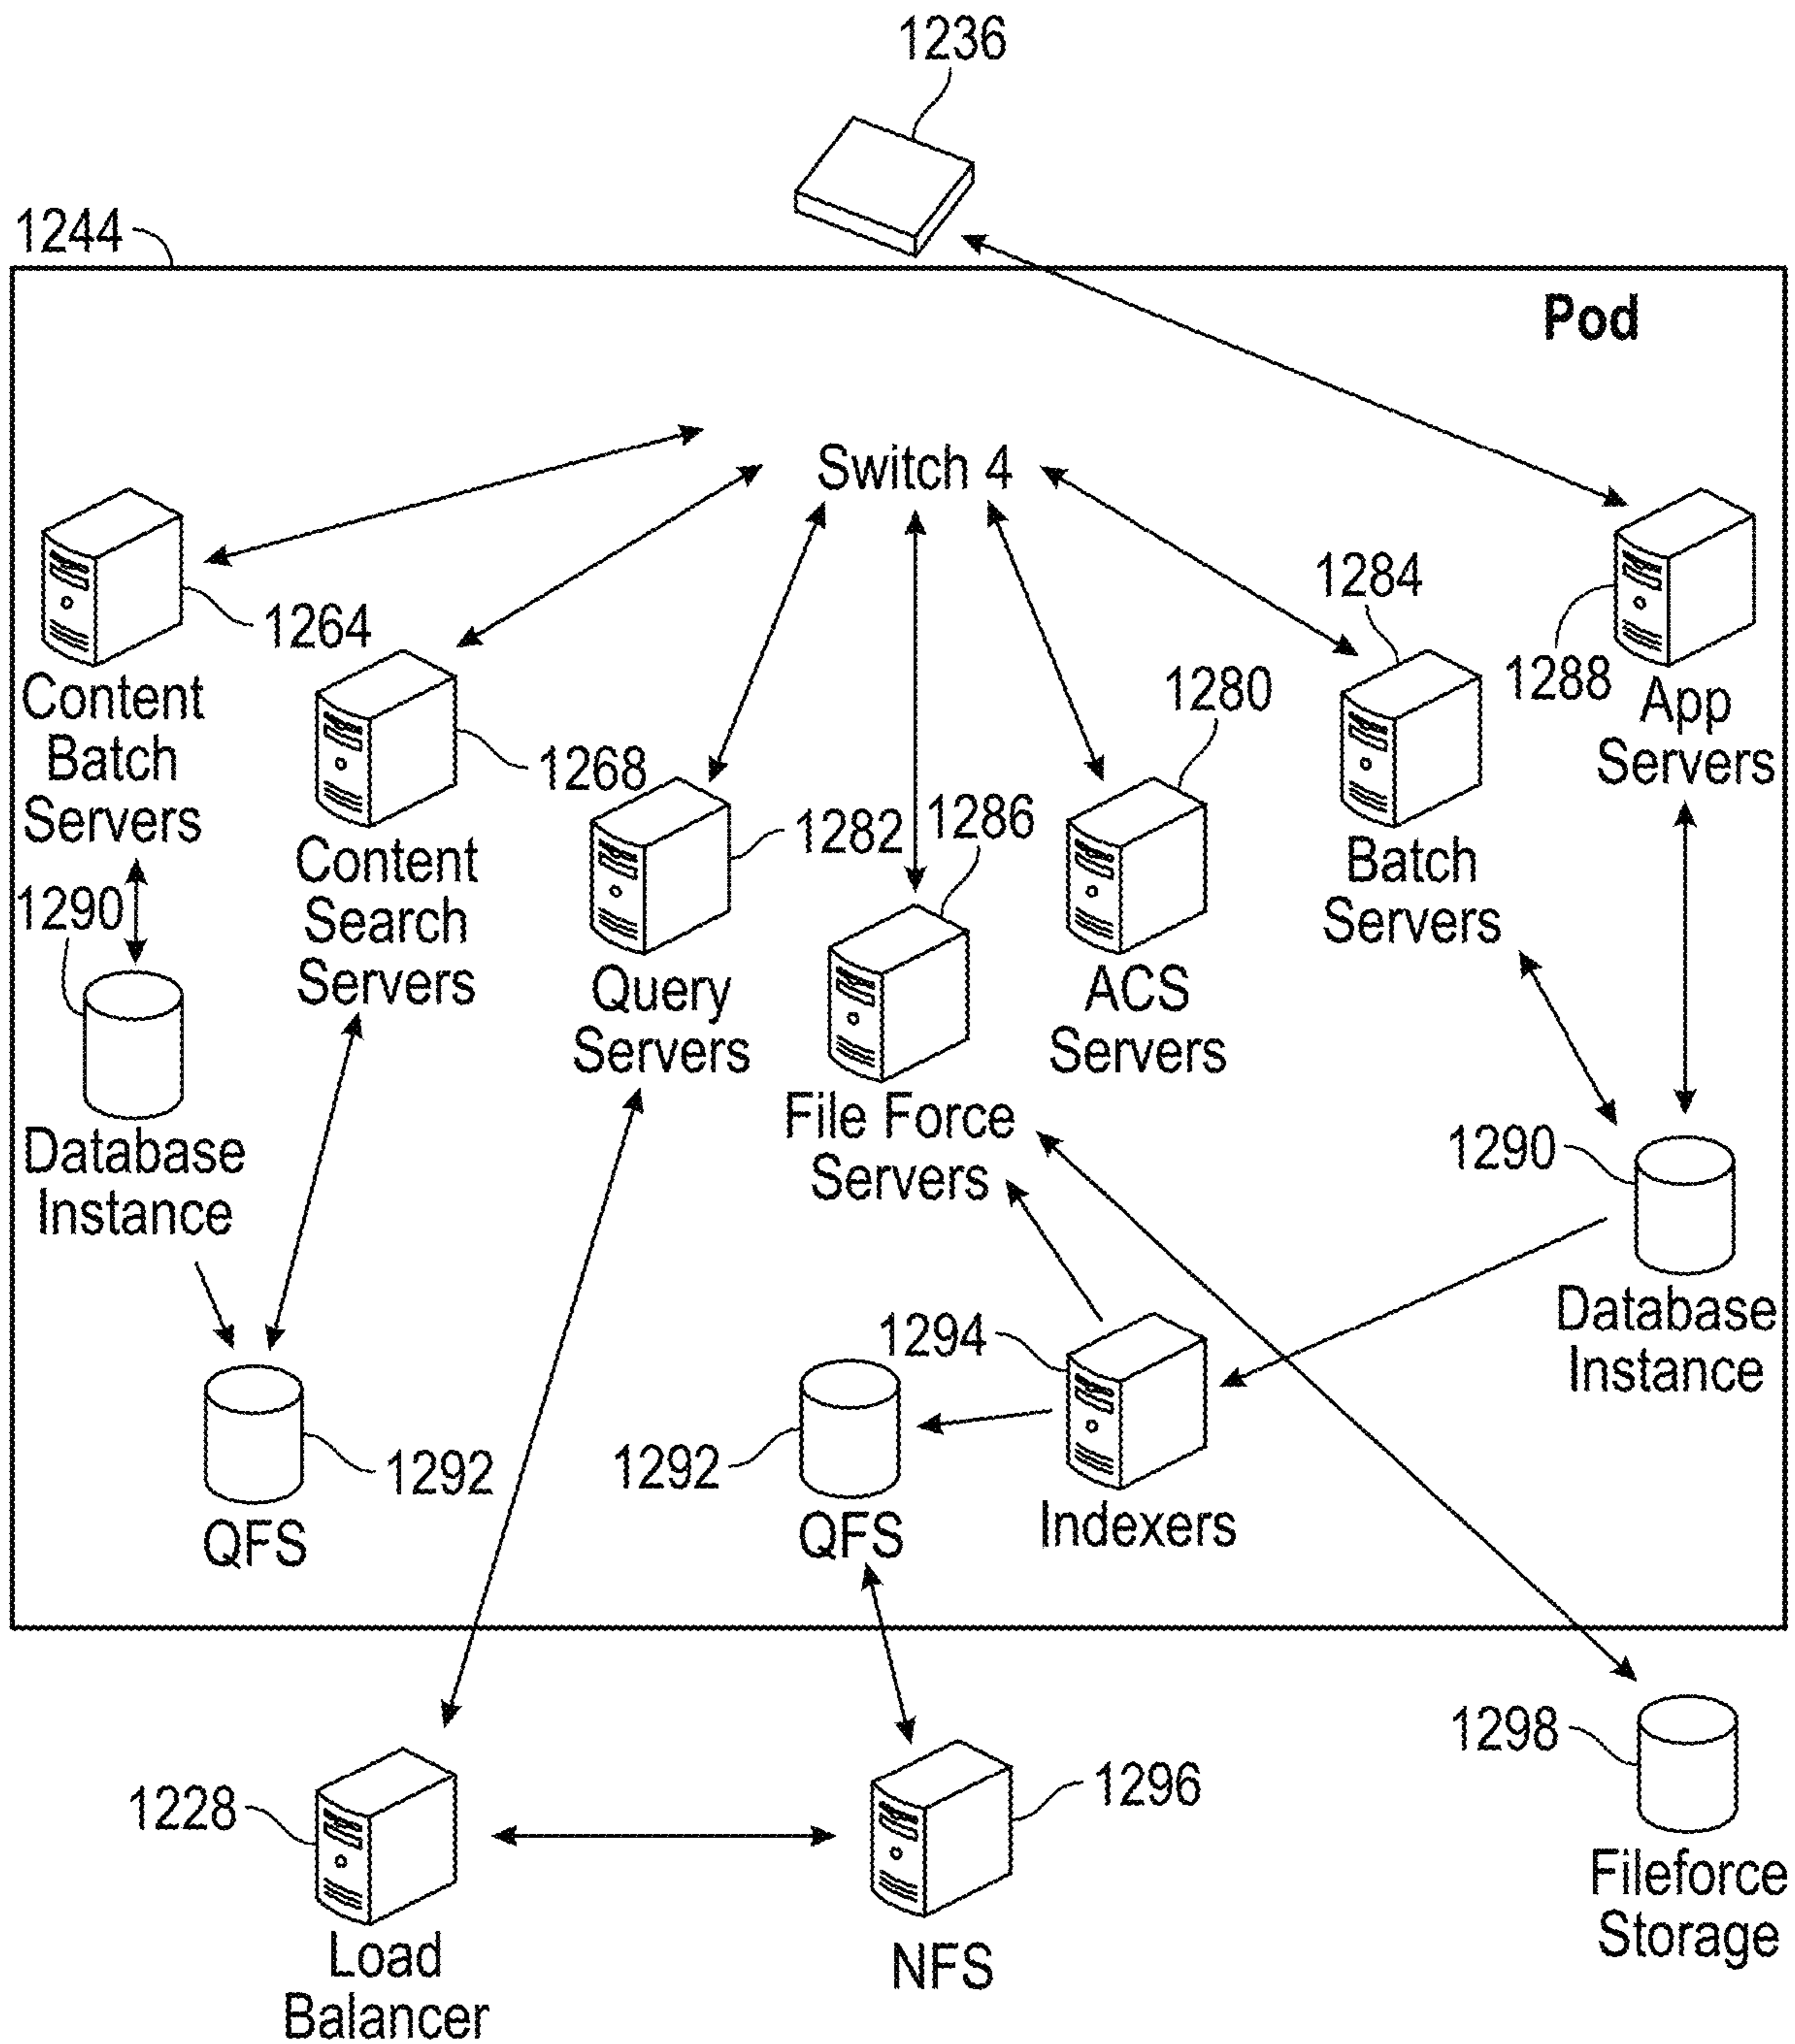 1236
1244
Pod
Switch 4
1264
Content
Batch
Servers
1268
Content
Search
Servers
1282
Query
Servers
1286
File Force
Servers
1280
ACS
Servers
1284
Batch
Servers
1288
App
Servers
1290
Database
Instance
1290
Database
Instance
1292
QFS
1292
QFS
1294
Indexers
1228
Load
Balancer
1296
NFS
1298
Fileforce
Storage